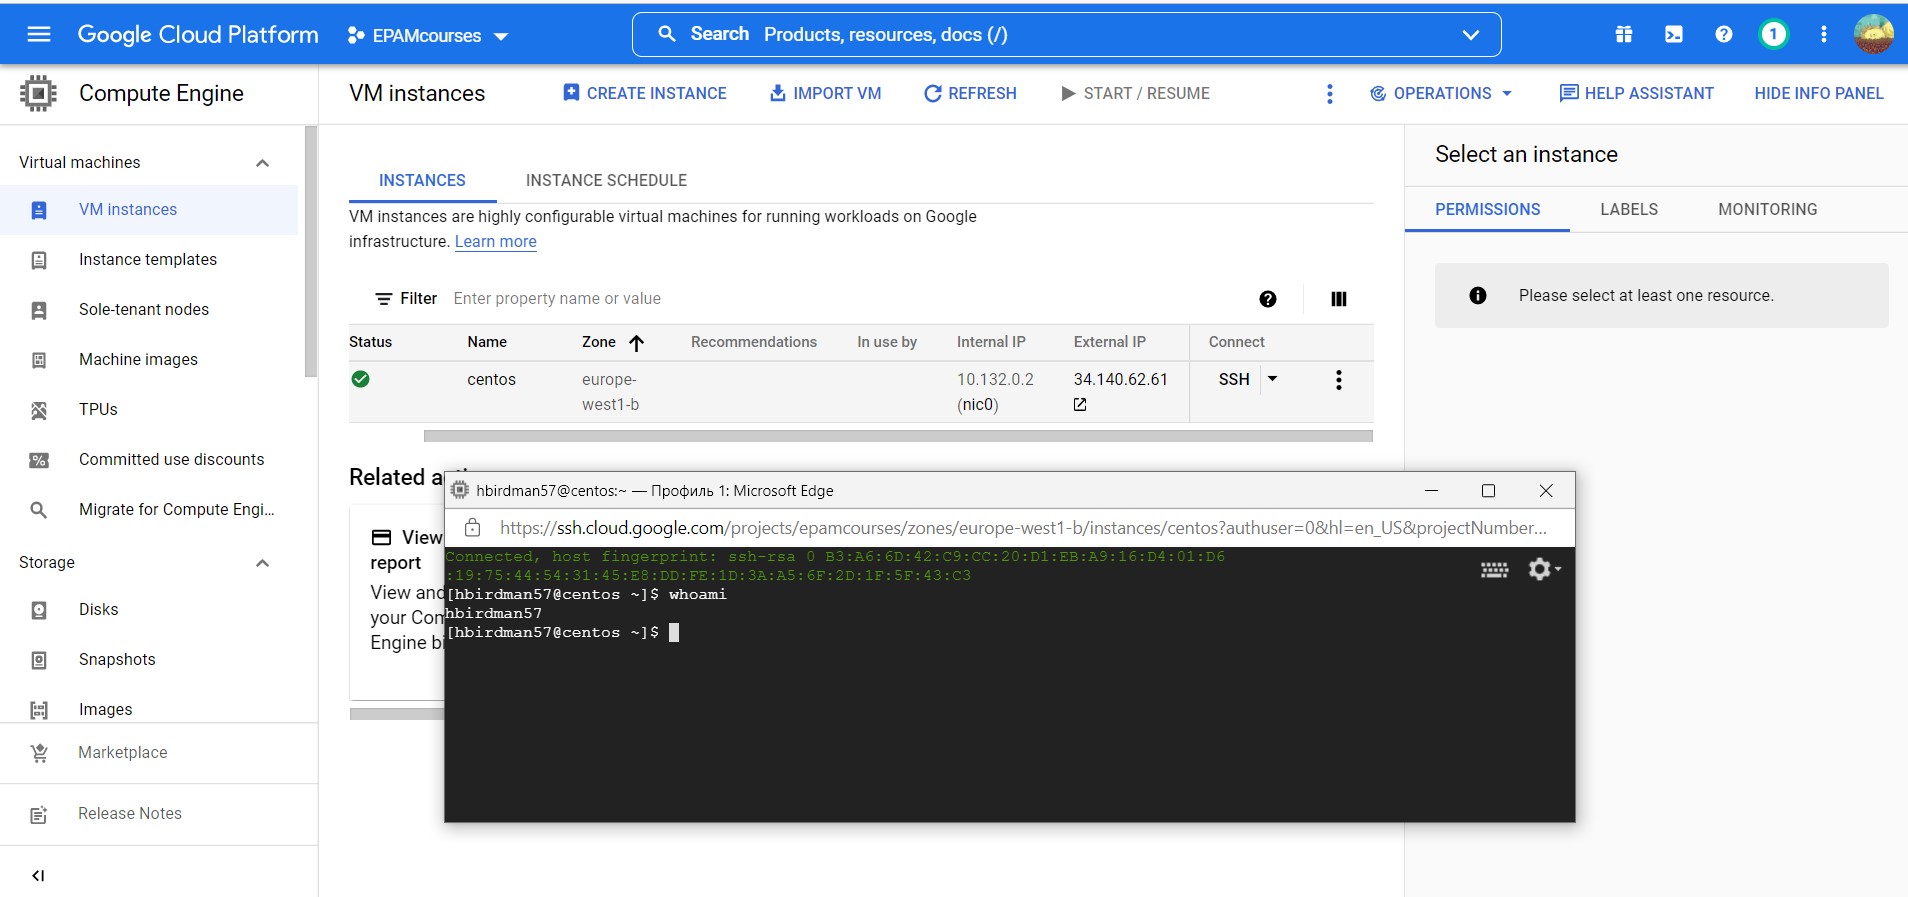 Google Cloud Platform EPAMcourses Search Products, resources, docs (/) 1
Compute Engine
VM instances CREATE INSTANCE IMPORT VM REFRESH START / RESUME OPERATIONS HELP ASSISTANT HIDE INFO PANEL
Virtual machines
VM instances
Instance templates
Sole-tenant nodes
Machine images
TPUs
Committed use discounts
Migrate for Compute Engi...
Storage
Disks
Snapshots
Images
Marketplace
Release Notes
INSTANCES INSTANCE SCHEDULE
VM instances are highly configurable virtual machines for running workloads on Google
infrastructure. Learn more
Filter Enter property name or value
Status Name Zone Recommendations In use by Internal IP External IP Connect
centos europe- 10.132.0.2 34.140.62.61 SSH
west1-b (nic0)
Related a
View
report
View and
your Com
Engine bi
Select an instance
PERMISSIONS LABELS MONITORING
Please select at least one resource.
hbirdman57@centos:~ — Профиль 1: Microsoft Edge
https://ssh.cloud.google.com/projects/epamcourses/zones/europe-west1-b/instances/centos?authuser=0&hl=en_US&projectNumber...
Connected, host fingerprint: ssh-rsa 0 B3:A6:6D:42:C9:CC:20:D1:EB:A9:16:D4:01:D6
:19:75:44:54:31:45:E8:DD:FE:1D:3A:A5:6F:2D:1F:5F:43:C3
[hbirdman57@centos ~]$ whoami
hbirdman57
[hbirdman57@centos ~]$